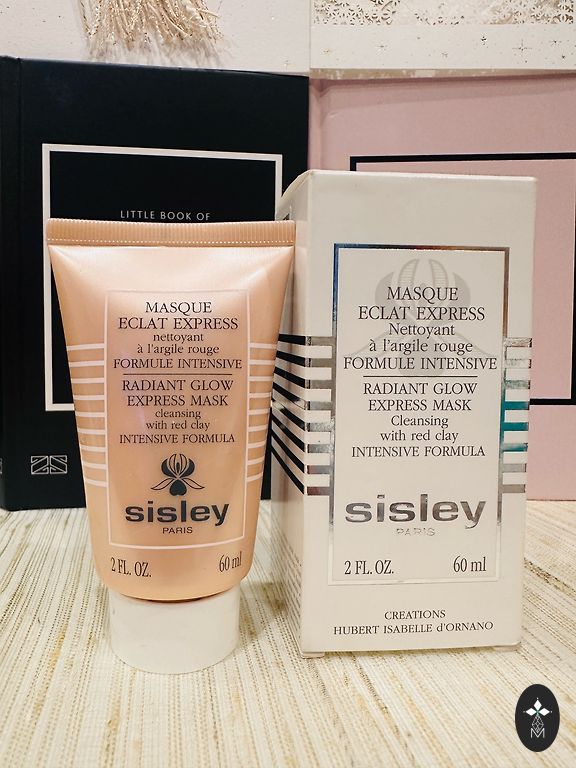 LITTLE BOOK OF
MASQUE
ECLAT EXPRESS
nettoyant
à l'argile rouge
FORMULE INTENSIVE
RADIANT GLOW
EXPRESS MASK
cleansing
with red clay
INTENSIVE FORMULA
sisley
PARIS
2 FL. OZ. 60 ml
MASQUE
ECLAT EXPRESS
Nettoyant
à l'argile rouge
FORMULE INTENSIVE
RADIANT GLOW
EXPRESS MASK
Cleansing
with red clay
INTENSIVE FORMULA
sisley
PARIS
2 FL. OZ. 60 ml
CREATIONS
HUBERT ISABELLE d'ORNANO